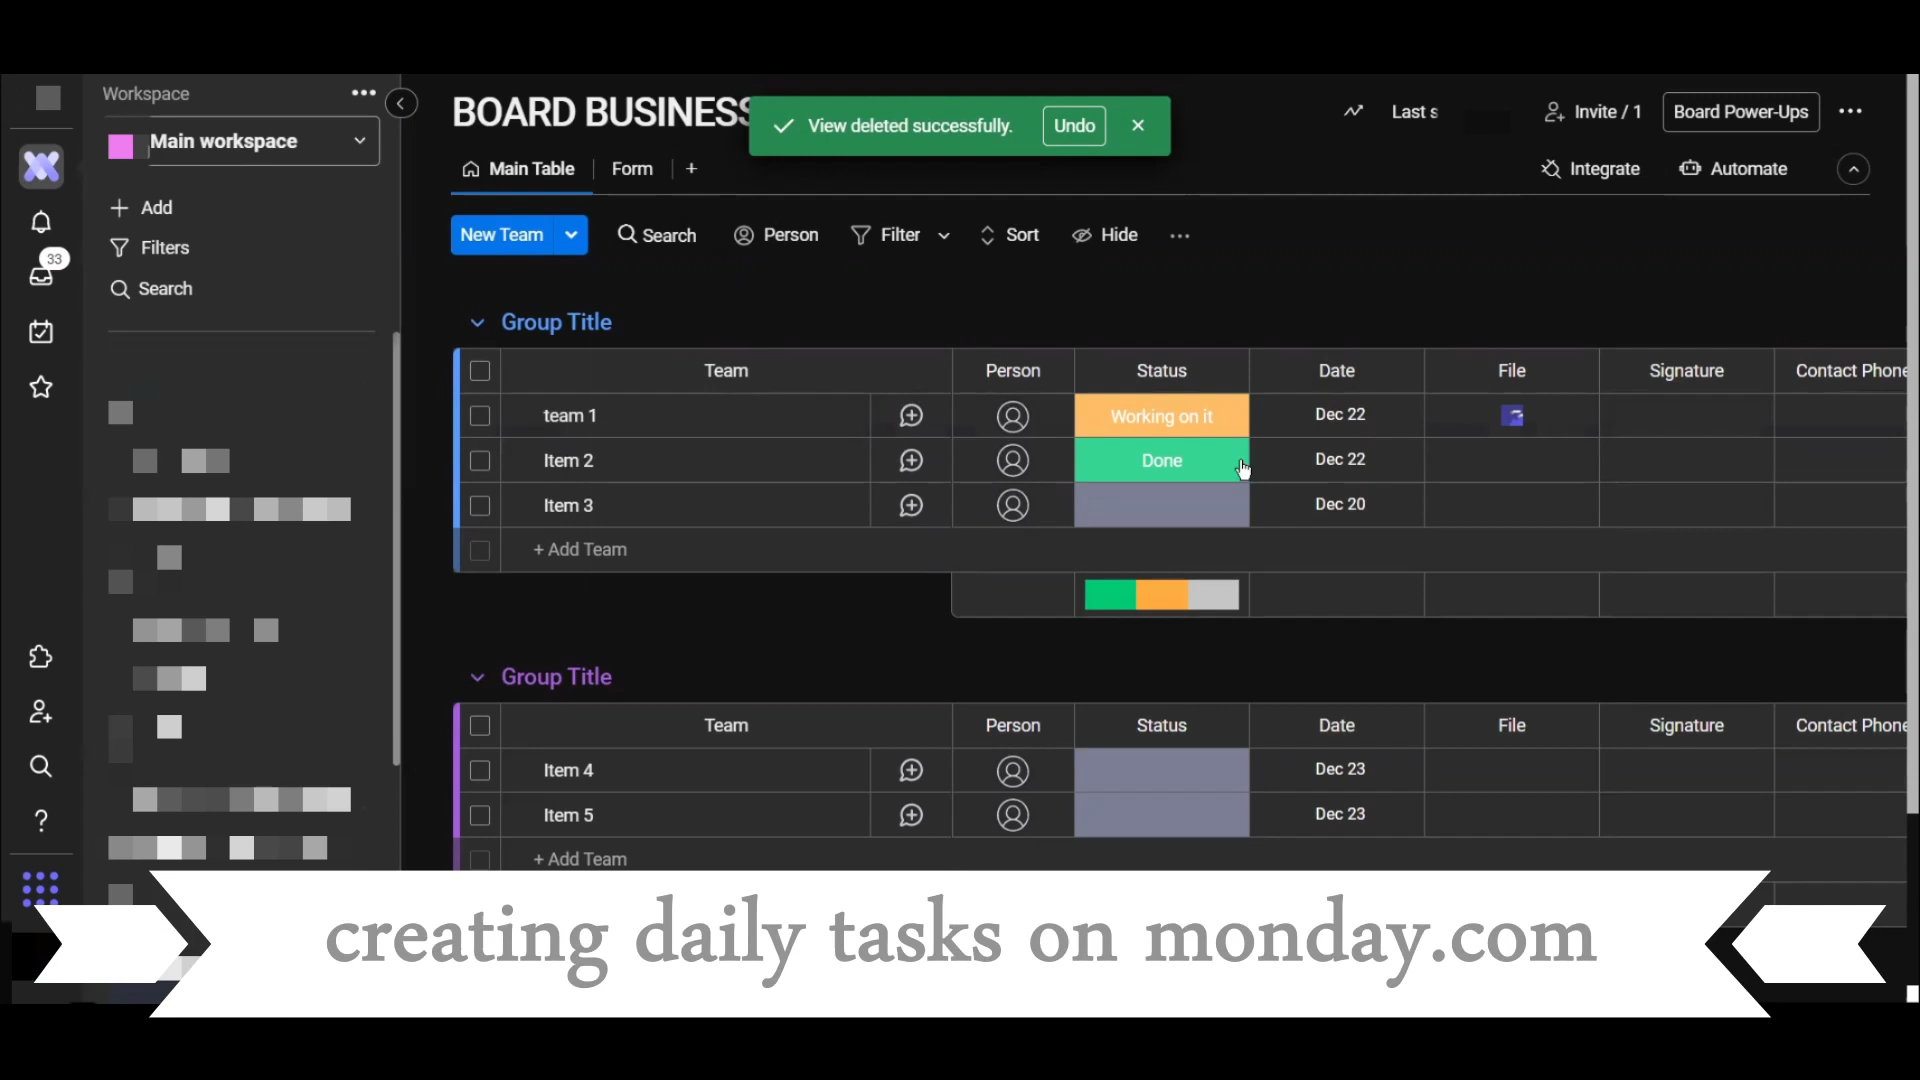 Workspace
Main workspace
Add
Filters
Search
33
BOARD BUSINESS
View deleted successfully.
Undo
Last s
Invite / 1
Board Power-Ups
Main Table
Form
+
Integrate
Automate
New Team
Search
Person
Filter
Sort
Hide
Group Title
Team Person Status Date File Signature Contact Phone
team 1 Working on it Dec 22
Item 2 Done Dec 22
Item 3 Dec 20
+ Add Team
Group Title
Team Person Status Date File Signature Contact Phone
Item 4 Dec 23
Item 5 Dec 23
+ Add Team
creating daily tasks on monday.com